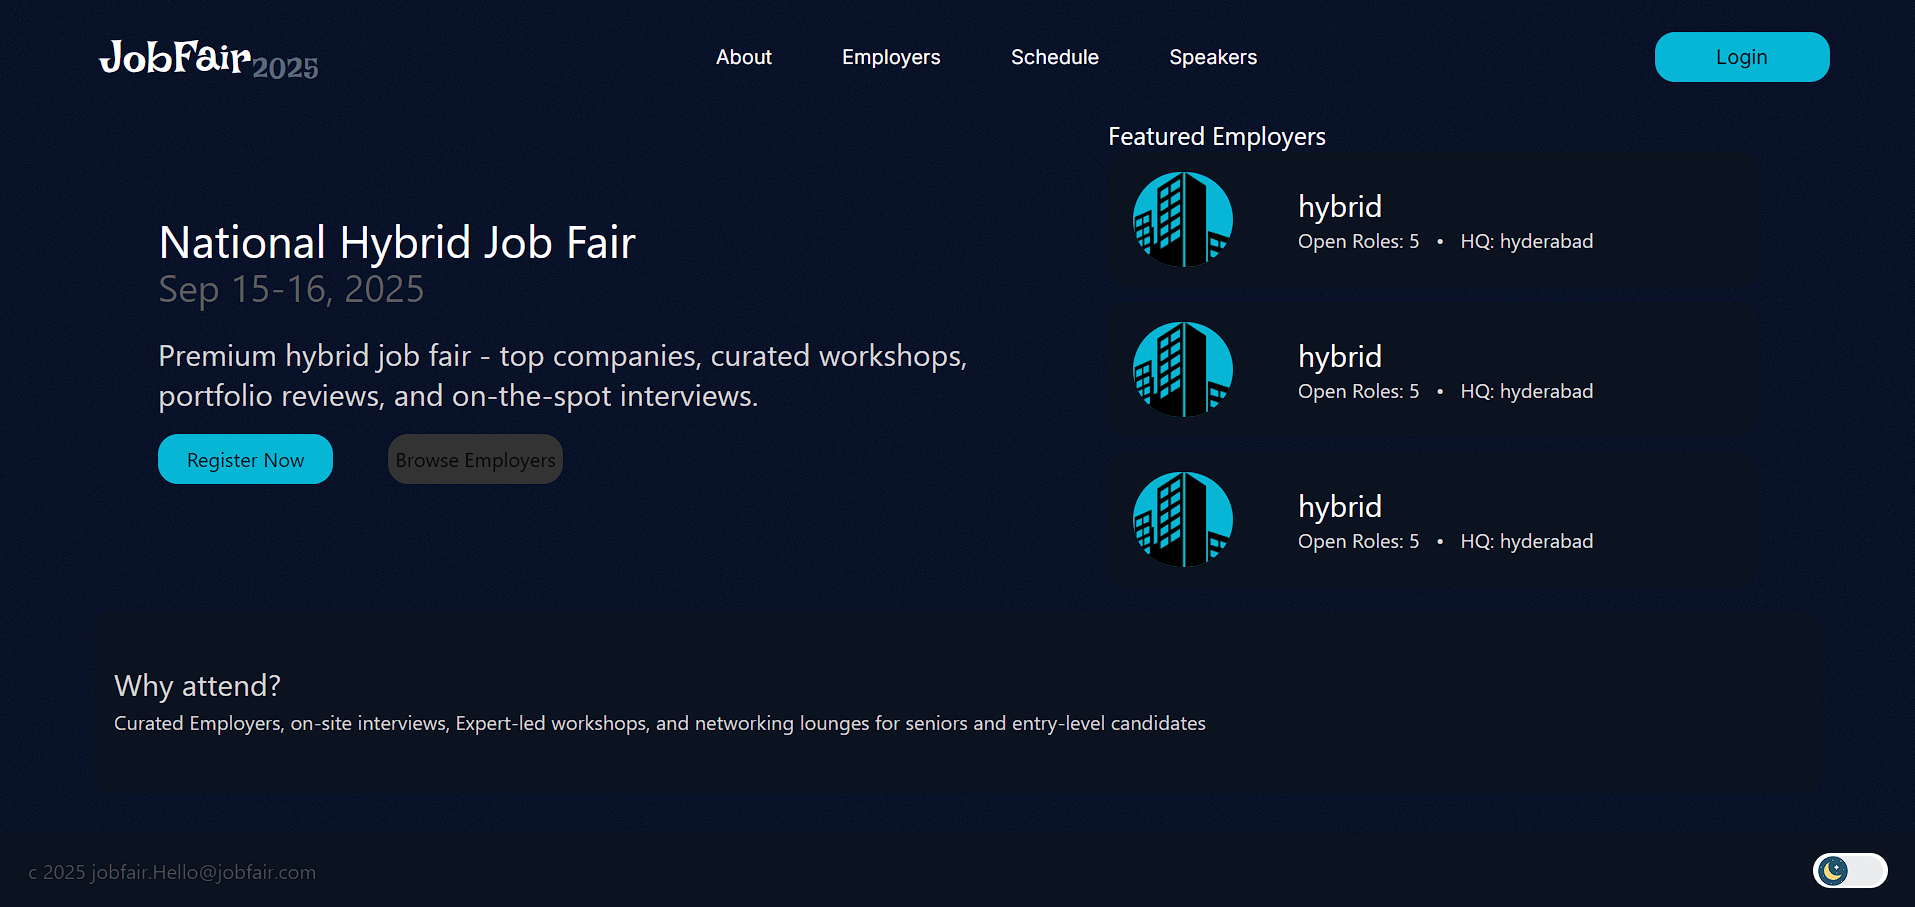 JobFair2025
About Employers Schedule Speakers
Login
National Hybrid Job Fair
Sep 15-16, 2025
Premium hybrid job fair - top companies, curated workshops,
portfolio reviews, and on-the-spot interviews.
Register Now
Browse Employers
Featured Employers
hybrid
Open Roles: 5 • HQ: hyderabad
hybrid
Open Roles: 5 • HQ: hyderabad
hybrid
Open Roles: 5 • HQ: hyderabad
Why attend?
Curated Employers, on-site interviews, Expert-led workshops, and networking lounges for seniors and entry-level candidates
c 2025 jobfair.Hello@jobfair.com